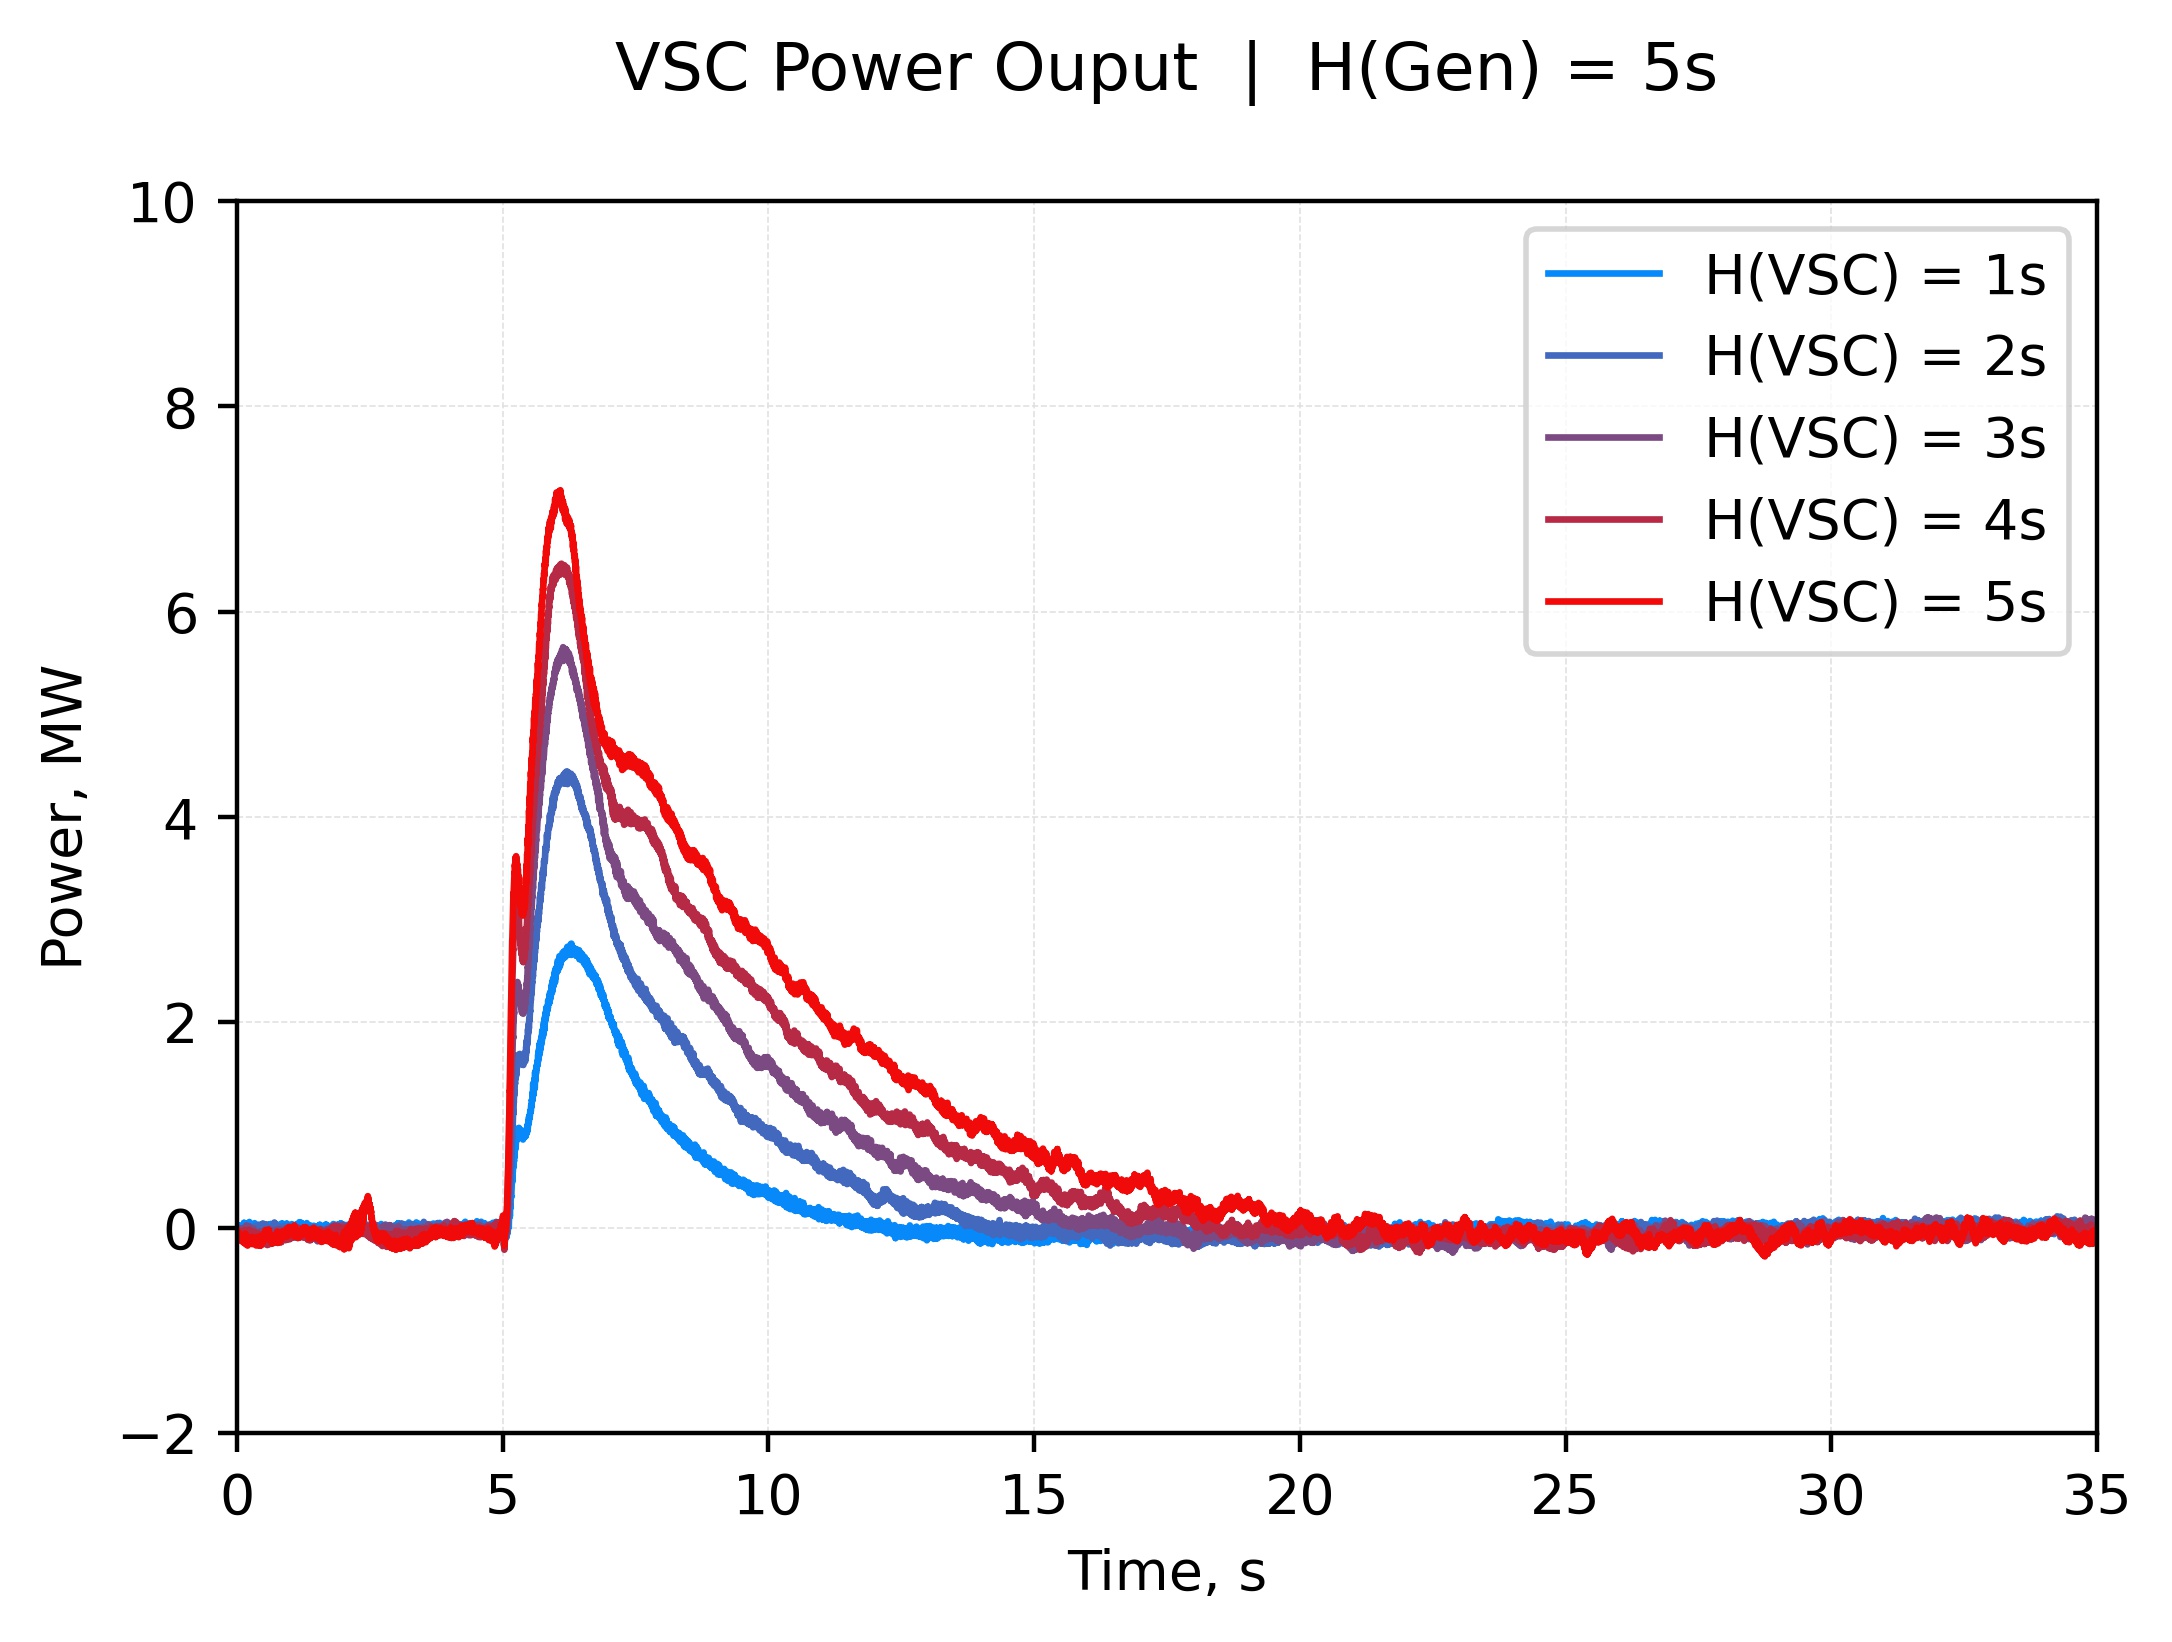 VSC Power Ouput | H(Gen) = 5s
10
8
6
4
2
0
−2
Power, MW
H(VSC) = 1s
H(VSC) = 2s
H(VSC) = 3s
H(VSC) = 4s
H(VSC) = 5s
0 5 10 15 20 25 30 35
Time, s